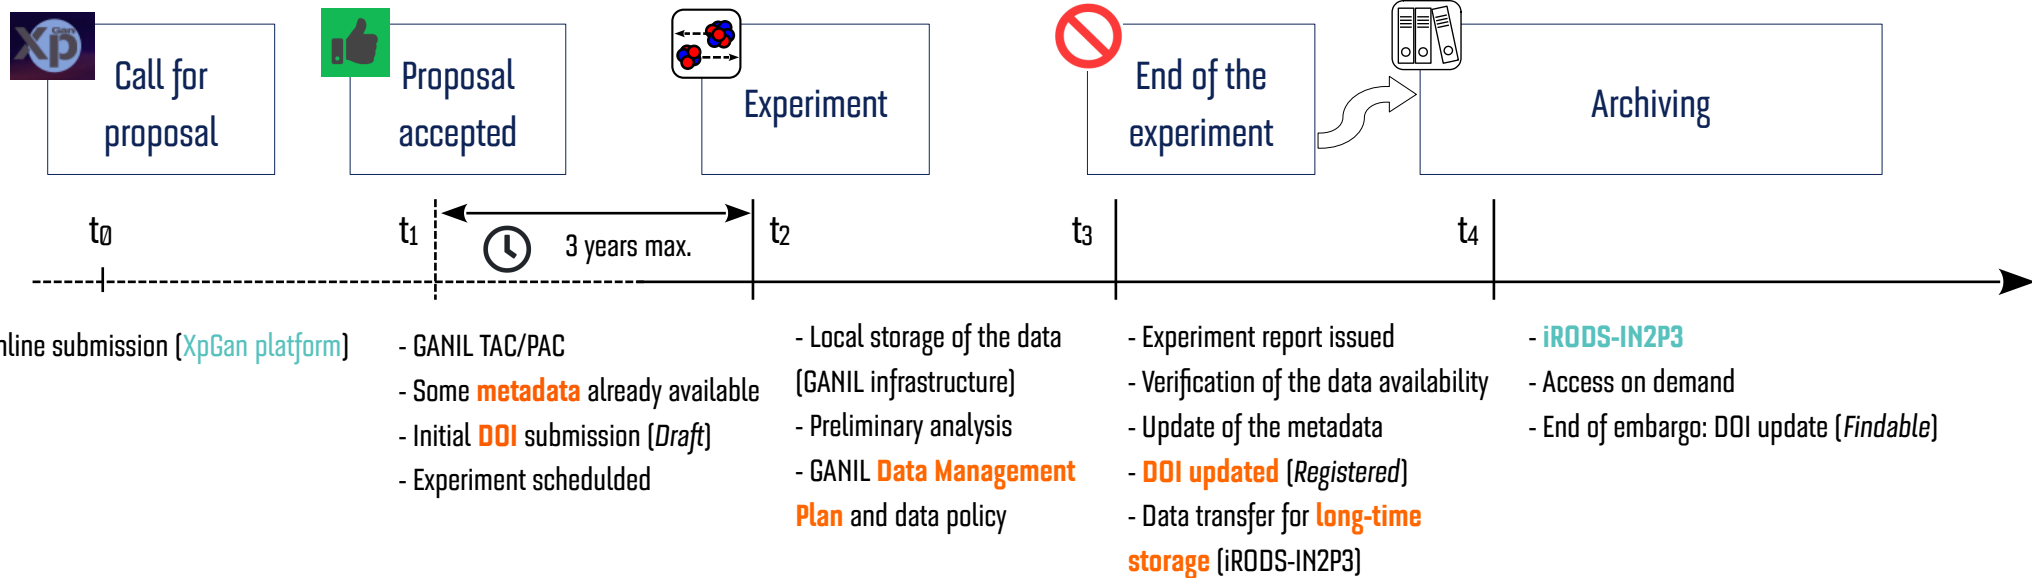 Xp
Gan
Call for
proposal
Proposal
accepted
Experiment
End of the
experiment
Archiving
t0
t1
3 years max.
t2
t3
t4
nline submission (XpGan platform)
- GANIL TAC/PAC
- Some metadata already available
- Initial DOI submission (Draft)
- Experiment schedulded
- Local storage of the data
(GANIL infrastructure)
- Preliminary analysis
- GANIL Data Management
Plan and data policy
- Experiment report issued
- Verification of the data availability
- Update of the metadata
- DOI updated (Registered)
- Data transfer for long-time
storage (iRODS-IN2P3)
- iRODS-IN2P3
- Access on demand
- End of embargo: DOI update (Findable)